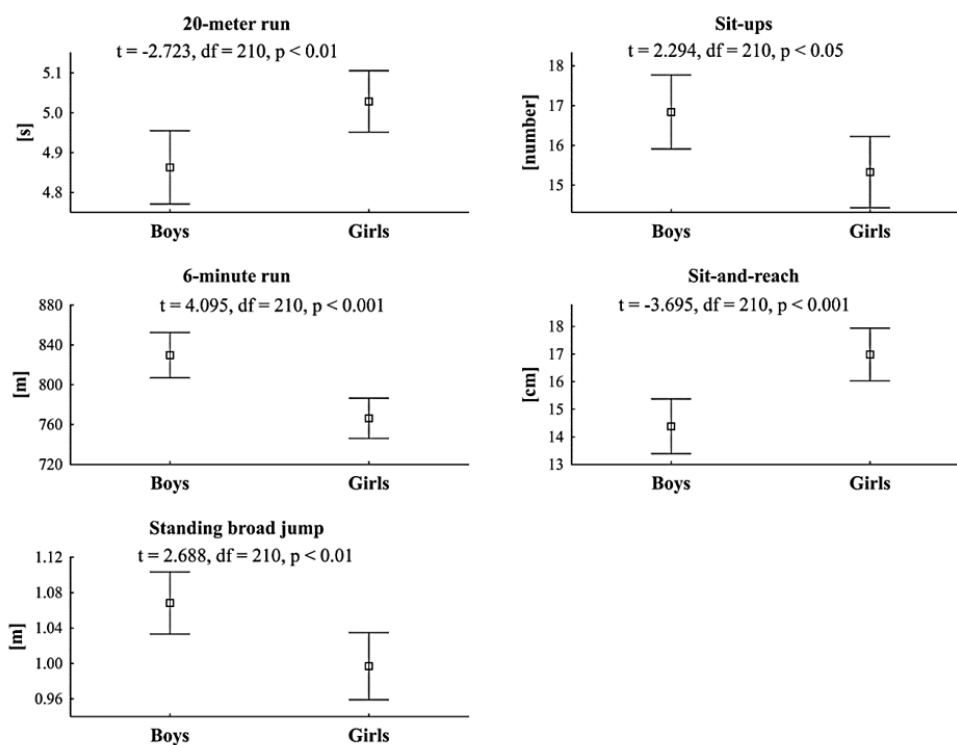 20-meter run
t = -2.723, df = 210, p < 0.01
[s]
5.1
5.0
4.9
4.8
Boys Girls
Sit-ups
t = 2.294, df = 210, p < 0.05
[number]
18
17
16
15
Boys Girls
6-minute run
t = 4.095, df = 210, p < 0.001
[m]
880
840
800
760
720
Boys Girls
Sit-and-reach
t = -3.695, df = 210, p < 0.001
[cm]
18
17
16
15
14
13
Boys Girls
Standing broad jump
t = 2.688, df = 210, p < 0.01
[m]
1.12
1.08
1.04
1.00
0.96
Boys Girls